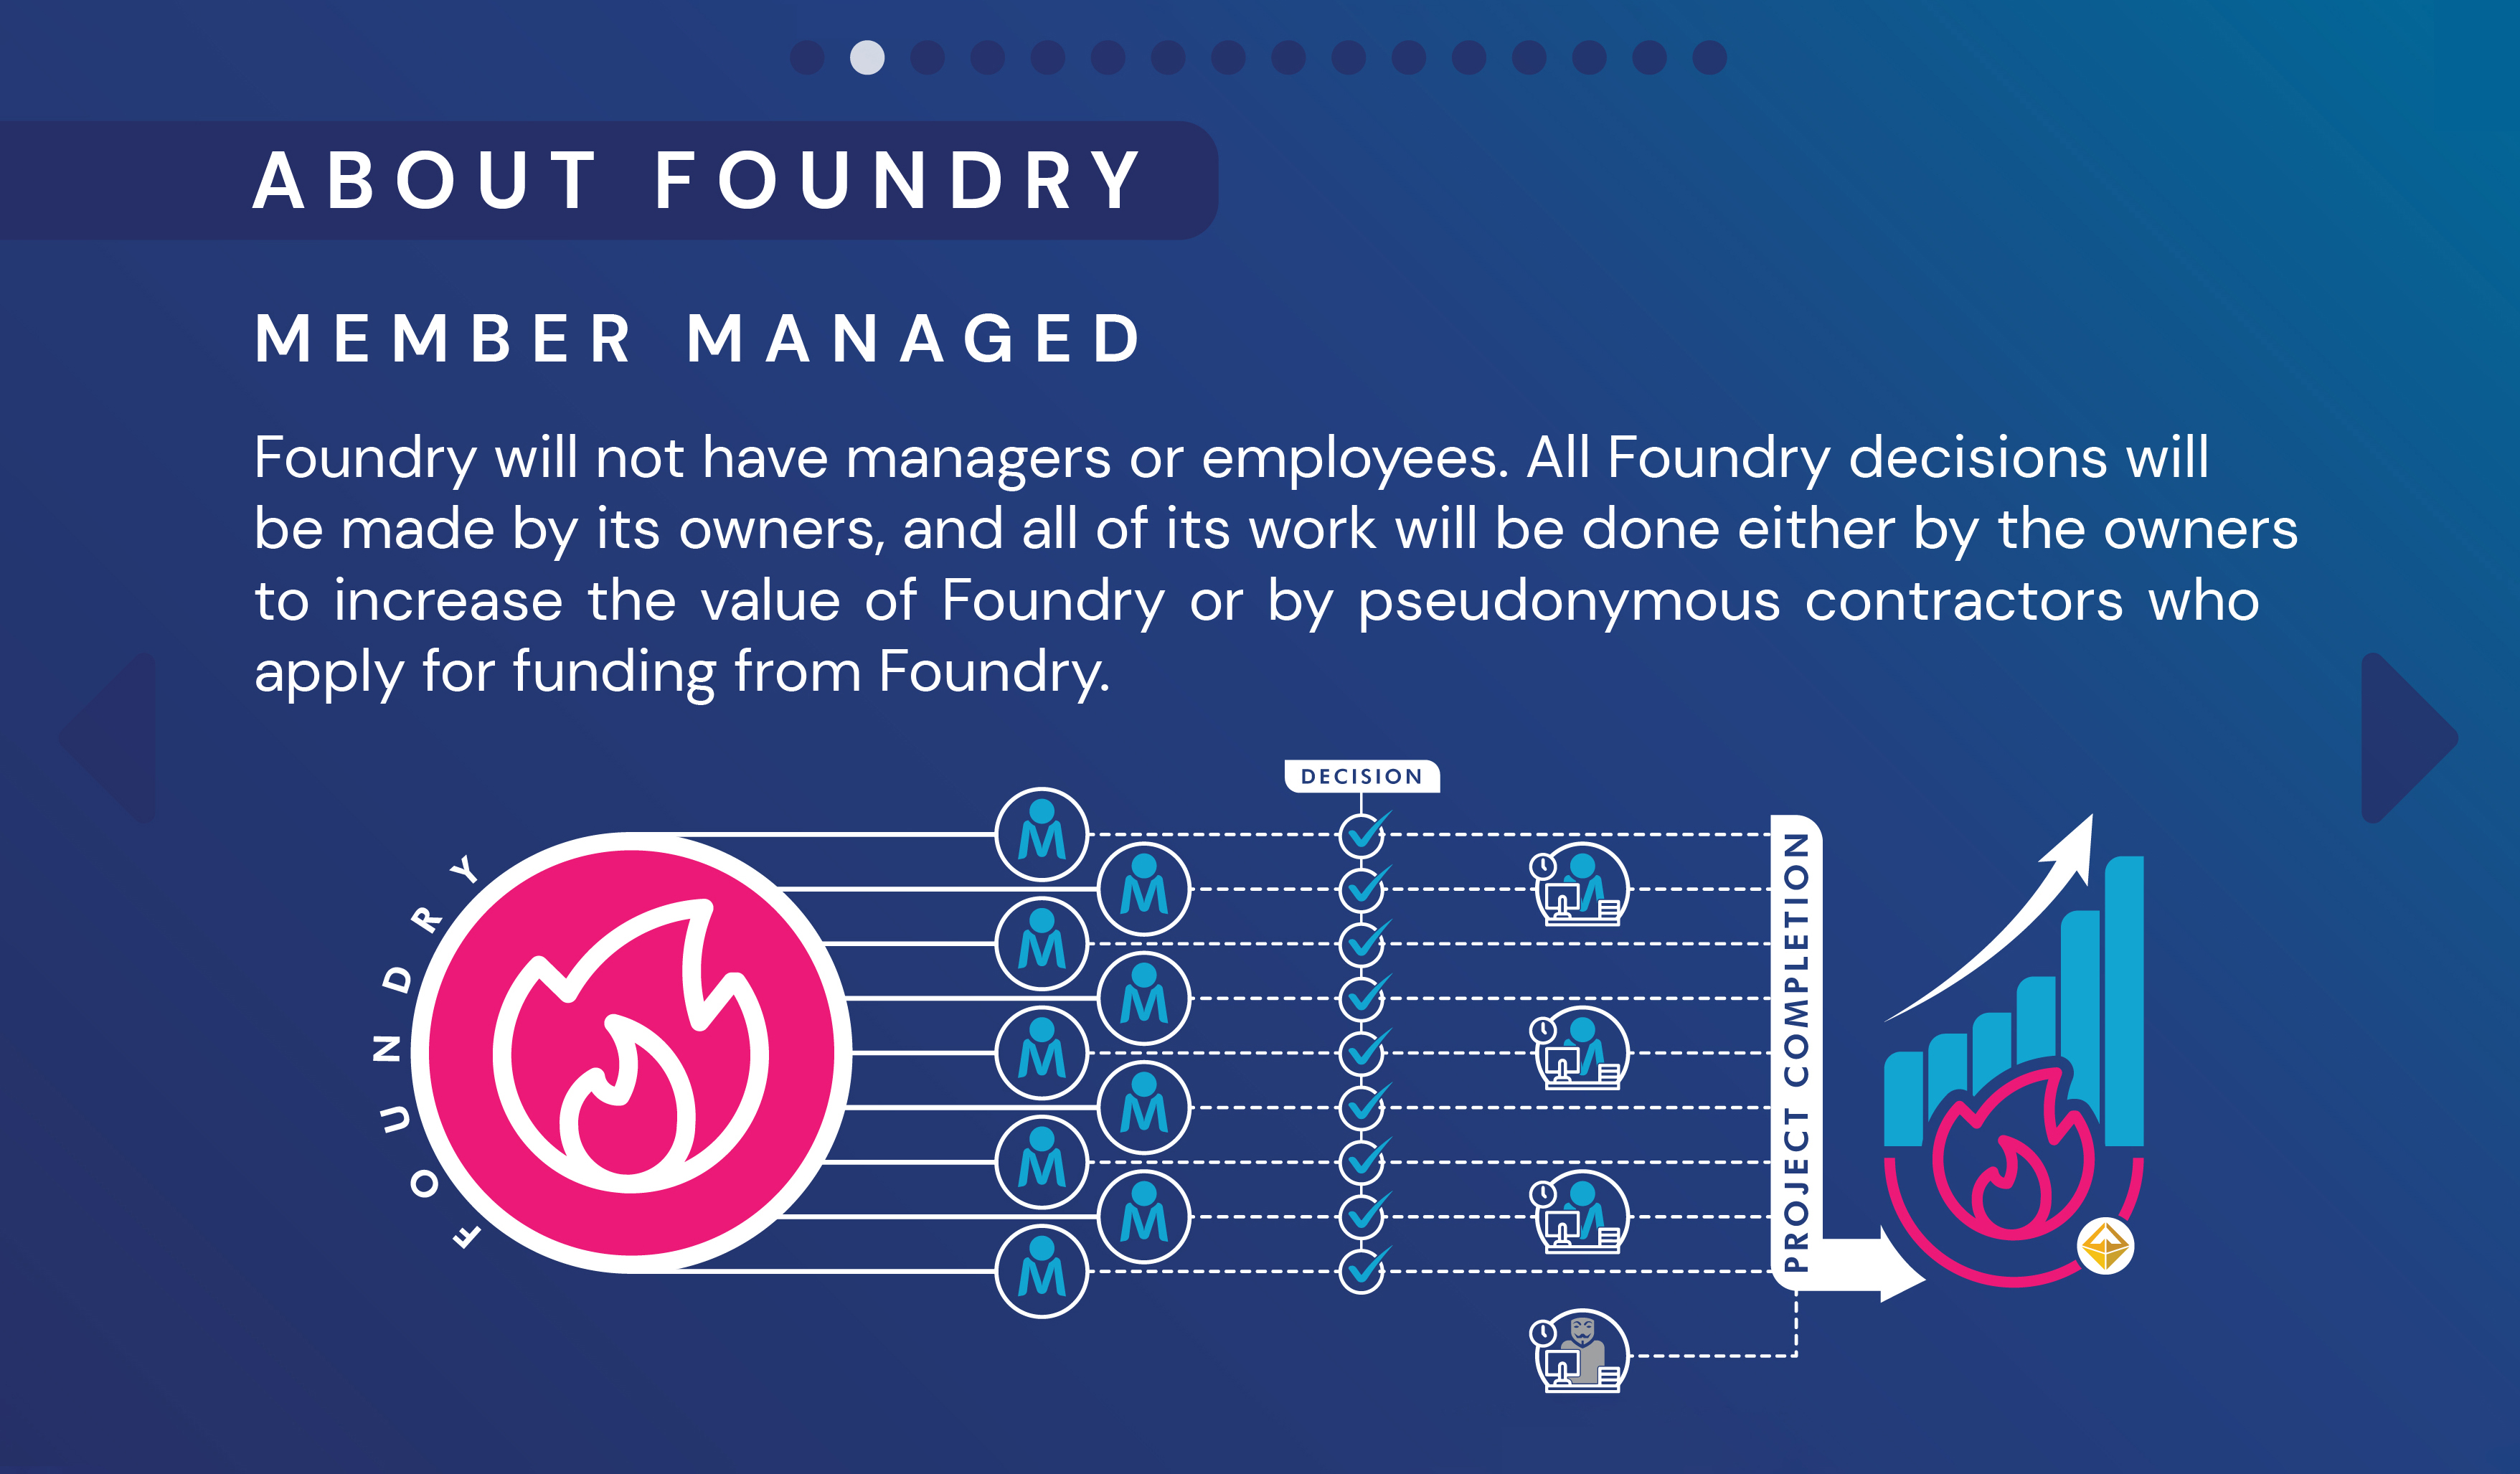 ABOUT FOUNDRY
MEMBER MANAGED
Foundry will not have managers or employees. All Foundry decisions will
be made by its owners, and all of its work will be done either by the owners
to increase the value of Foundry or by pseudonymous contractors who
apply for funding from Foundry.
DECISION
FOUNDRY
PROJECT COMPLETION